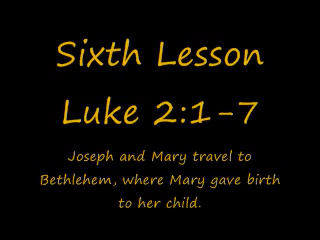 Sixth Lesson
Luke 2:1-7
Joseph and Mary travel to
Bethlehem, where Mary gave birth
to her child.